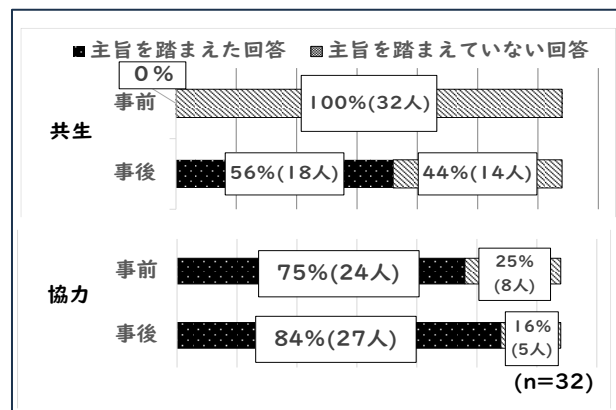 主旨を踏まえた回答 主旨を踏まえていない回答
0%
事前 100%(32人)
共生
事後 56%(18人) 44%(14人)
事前 75%(24人) 25%
(8人)
協力
事後 84%(27人) 16%
(5人)
(n=32)